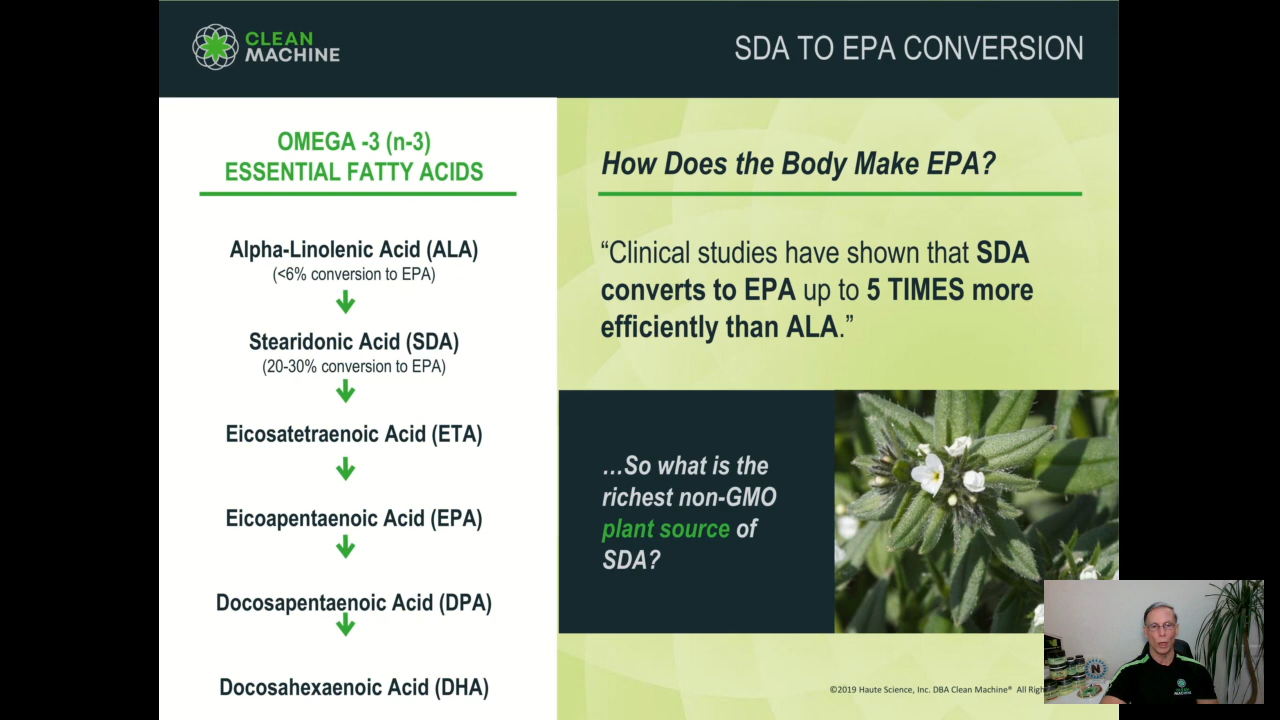 CLEAN
MACHINE
SDA TO EPA CONVERSION
OMEGA -3 (n-3)
ESSENTIAL FATTY ACIDS
Alpha-Linolenic Acid (ALA)
(<6% conversion to EPA)
Stearidonic Acid (SDA)
(20-30% conversion to EPA)
Eicosatetraenoic Acid (ETA)
Eicoapentaenoic Acid (EPA)
Docosapentaenoic Acid (DPA)
Docosahexaenoic Acid (DHA)
How Does the Body Make EPA?
“Clinical studies have shown that SDA
converts to EPA up to 5 TIMES more
efficiently than ALA.”
…So what is the
richest non-GMO
plant source of
SDA?
©2019 Haute Science, Inc. DBA Clean Machine® All Righ
N
CLEAN
MACHINE